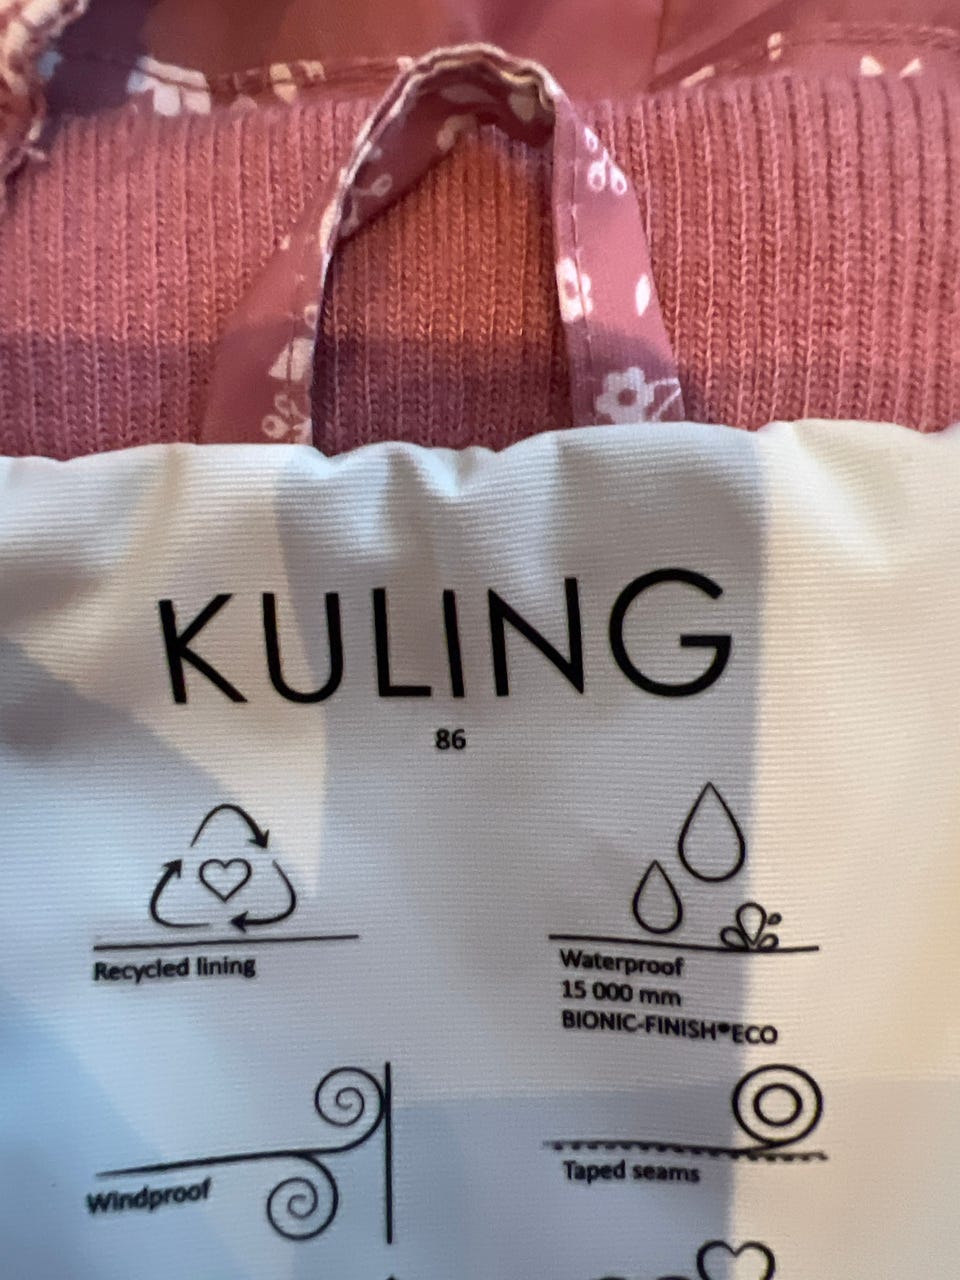 KULING
86
Recycled lining
Waterproof
15 000 mm
BIONIC-FINISH®ECO
Windproof
Taped seams